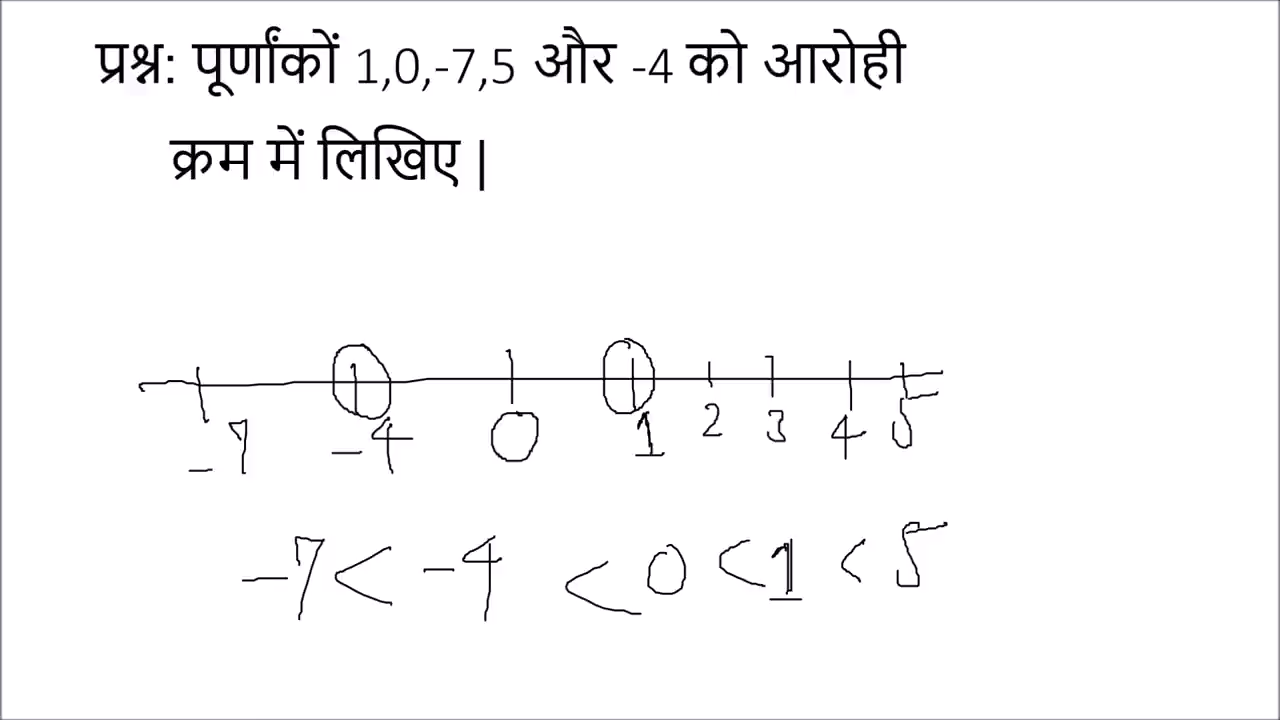 प्रश्न: पूर्णांकों 1,0,-7,5 और -4 को आरोही
क्रम में लिखिए |
-7 -4 0 1 2 3 4 5
-7 < -4 < 0 < 1 < 5